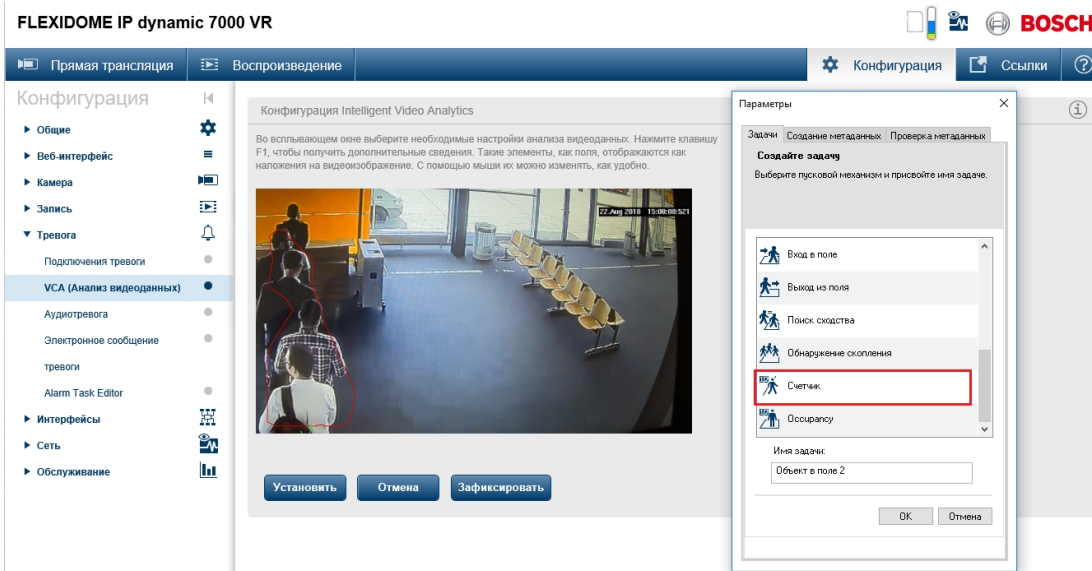 FLEXIDOME IP dynamic 7000 VR
BOSCH
Прямая трансляция
Воспроизведение
Конфигурация
Ссылки
Конфигурация
Общие
Веб-интерфейс
Камера
Запись
Тревога
Подключения тревоги
VCA (Анализ видеоданных)
Аудиотревога
Электронное сообщение
тревоги
Alarm Task Editor
Интерфейсы
Сеть
Обслуживание
Конфигурация Intelligent Video Analytics
Во всплывающем окне выберите необходимые настройки анализа видеоданных. Нажмите клавишу
F1, чтобы получить дополнительные сведения. Такие элементы, как поля, отображаются как
наложения на видеоизображение. С помощью мыши их можно изменять, как удобно.
22.Aug 2018 15:08:08:521
Установить
Отмена
Зафиксировать
Параметры
Задачи
Создание метаданных
Проверка метаданных
Создайте задачу
Выберите пусковой механизм и присвойте имя задаче.
Вход в поле
Выход из поля
Поиск сходства
Обнаружение скопления
Счетчик
Occupancy
Имя задачи:
Объект в поле 2
OK
Отмена